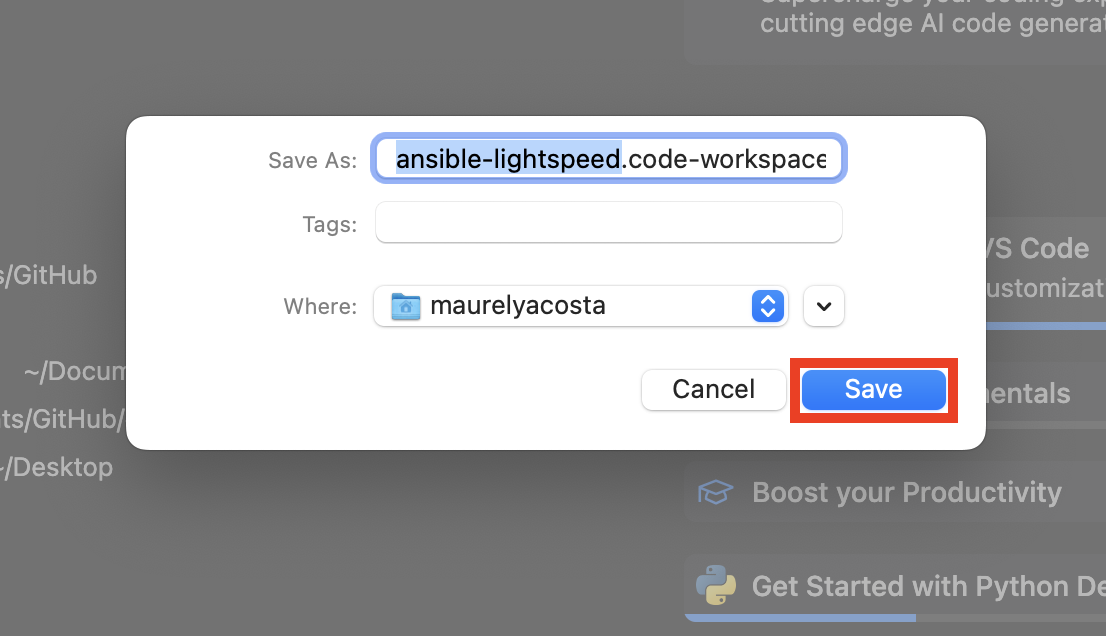 cutting edge AI code
Save As: ansible-lightspeed.code-workspace
Tags:
Where: maurelyacosta
Cancel Save
s/GitHub
~/Docum
ts/GitHub/
~/Desktop
VS Code
ustomizat
entals
Boost your Productivity
Get Started with Python De